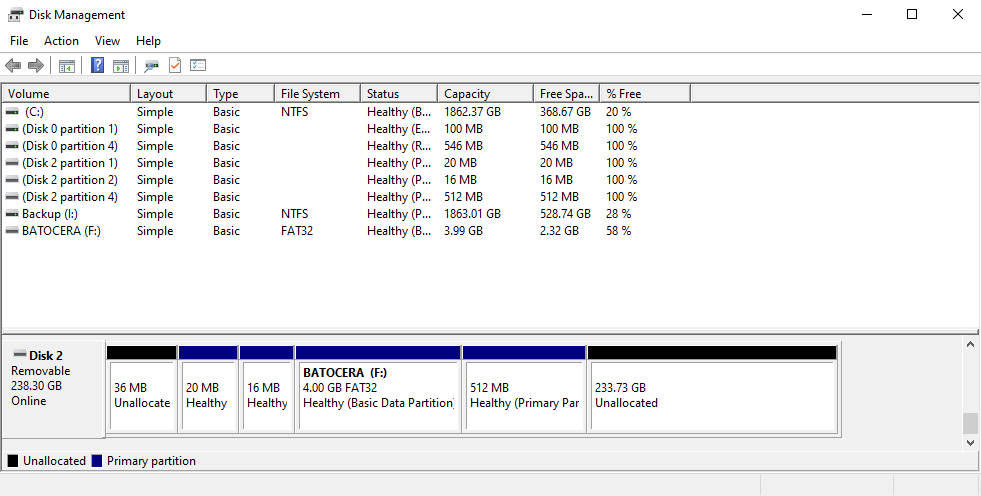 Disk Management
File Action View Help
Volume Layout Type File System Status Capacity Free Spa... % Free
(C:) Simple Basic NTFS Healthy (B... 1862.37 GB 368.67 GB 20 %
(Disk 0 partition 1) Simple Basic Healthy (E... 100 MB 100 MB 100 %
(Disk 0 partition 4) Simple Basic Healthy (R... 546 MB 546 MB 100 %
(Disk 2 partition 1) Simple Basic Healthy (P... 20 MB 20 MB 100 %
(Disk 2 partition 2) Simple Basic Healthy (P... 16 MB 16 MB 100 %
(Disk 2 partition 4) Simple Basic Healthy (P... 512 MB 512 MB 100 %
Backup (I:) Simple Basic NTFS Healthy (P... 1863.01 GB 528.74 GB 28 %
BATOCERA (F:) Simple Basic FAT32 Healthy (B... 3.99 GB 2.32 GB 58 %
Disk 2
Removable
238.30 GB
Online
36 MB
Unallocate
20 MB
Healthy
16 MB
Healthy
BATOCERA (F:)
4.00 GB FAT32
Healthy (Basic Data Partition)
512 MB
Healthy (Primary Par
233.73 GB
Unallocated
Unallocated Primary partition